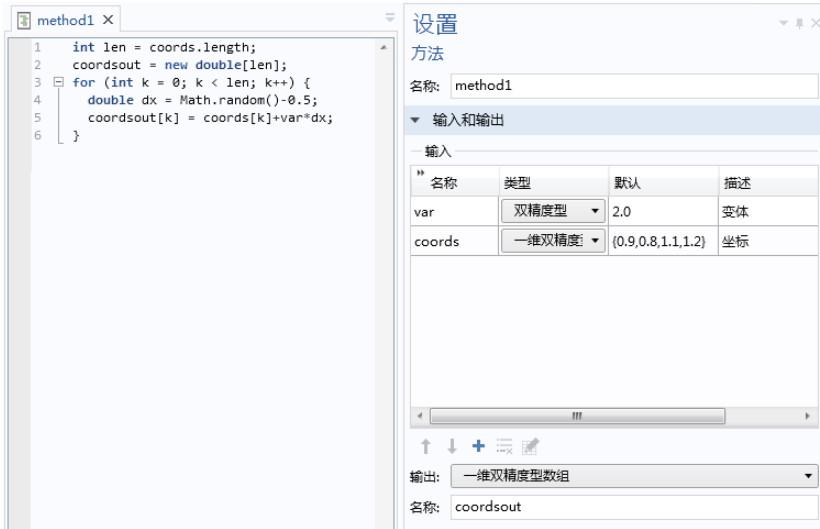 method1
1 int len = coords.length;
2 coordsout = new double[len];
3 for (int k = 0; k < len; k++) {
4 double dx = Math.random()-0.5;
5 coordsout[k] = coords[k]+var*dx;
6 }
设置
方法
名称: method1
输入和输出
输入
名称 类型 默认 描述
var 双精度型 2.0 变体
coords 一维双精度 {0.9,0.8,1.1,1.2} 坐标
输出: 一维双精度型数组
名称: coordsout